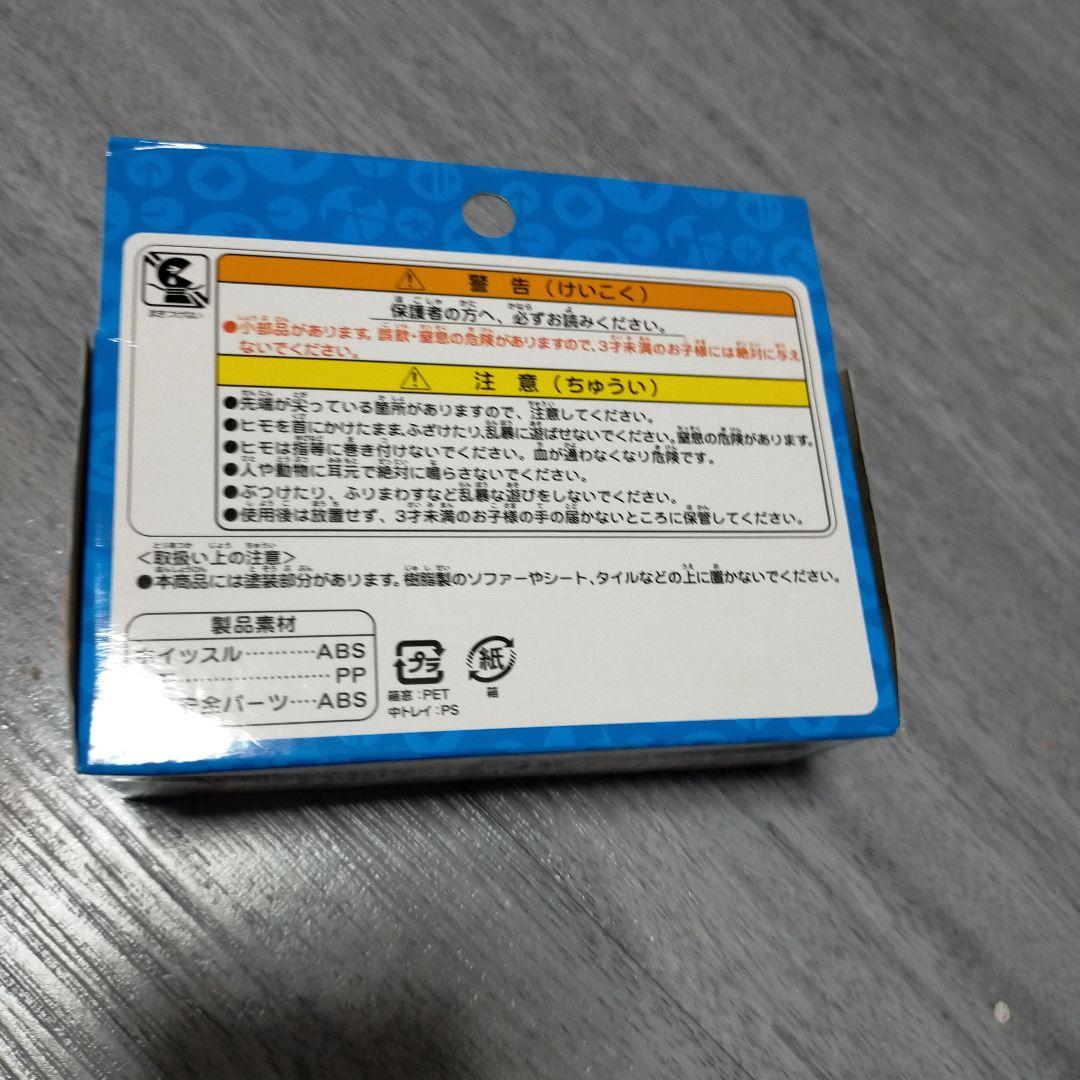 警 告（けいこく）
保護者の方へ、必ずお読みください。
●小部品があります。誤飲・窒息の危険がありますので、3才未満のお子様には絶対に与え
ないでください。
まきつけない
注 意（ちゅうい）
●先端が尖っている箇所がありますので、注意してください。
●ヒモを首にかけたまま、ふざけたり、乱暴に遊ばせないでください。窒息の危険があります。
●ヒモは指等に巻き付けないでください。血が通わなくなり危険です。
●人や動物に耳元で絶対に鳴らさないでください。
●ぶつけたり、ふりまわすなど乱暴な遊びをしないでください。
●使用後は放置せず、3才未満のお子様の手の届かないところに保管してください。
＜取扱い上の注意＞
●本商品には塗装部分があります。樹脂製のソファーやシート、タイルなどの上に置かないでください。
製品素材
ホイッスル‥‥‥‥‥ABS
‥‥‥‥‥‥‥PP
安全パーツ‥‥ABS
プラ
箱窓：PET
中トレイ：PS
紙
箱